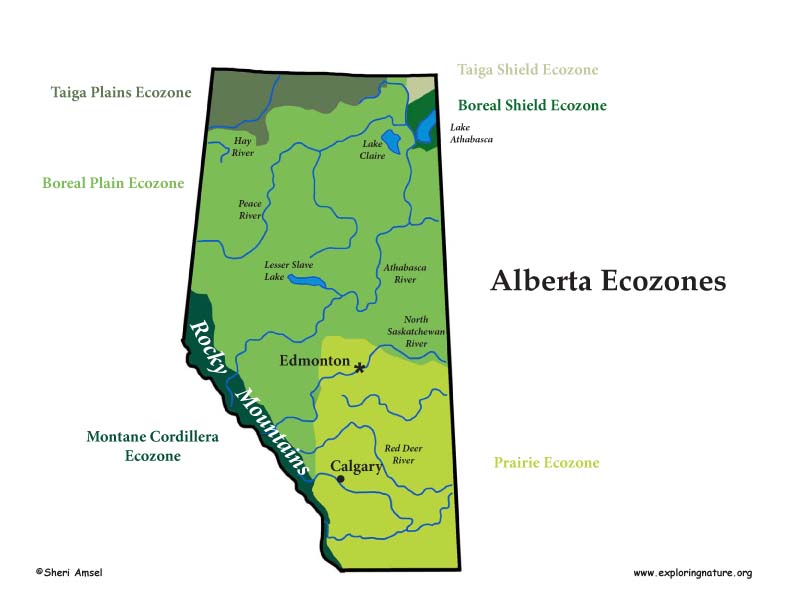 Taiga Shield Ecozone
Taiga Plains Ecozone
Boreal Shield Ecozone
Lake
Athabasca
Hay
River
Lake
Claire
Boreal Plain Ecozone
Peace
River
Lesser Slave
Lake
Athabasca
River
Alberta Ecozones
North
Saskatchewan
River
Rocky Mountains
Edmonton
*
Montane Cordillera
Ecozone
Red Deer
River
Calgary
Prairie Ecozone
©Sheri Amsel
www.exploringnature.org